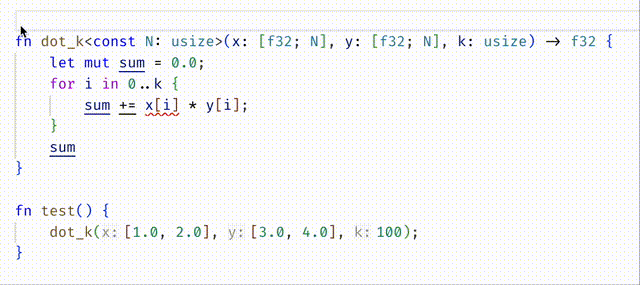 fn dot_k<const N: usize>(x: [f32; N], y: [f32; N], k: usize) -> f32 {
    let mut sum = 0.0;
    for i in 0..k {
        sum += x[i] * y[i];
    }
    sum
}
fn test() {
    dot_k(x: [1.0, 2.0], y: [3.0, 4.0], k: 100);
}